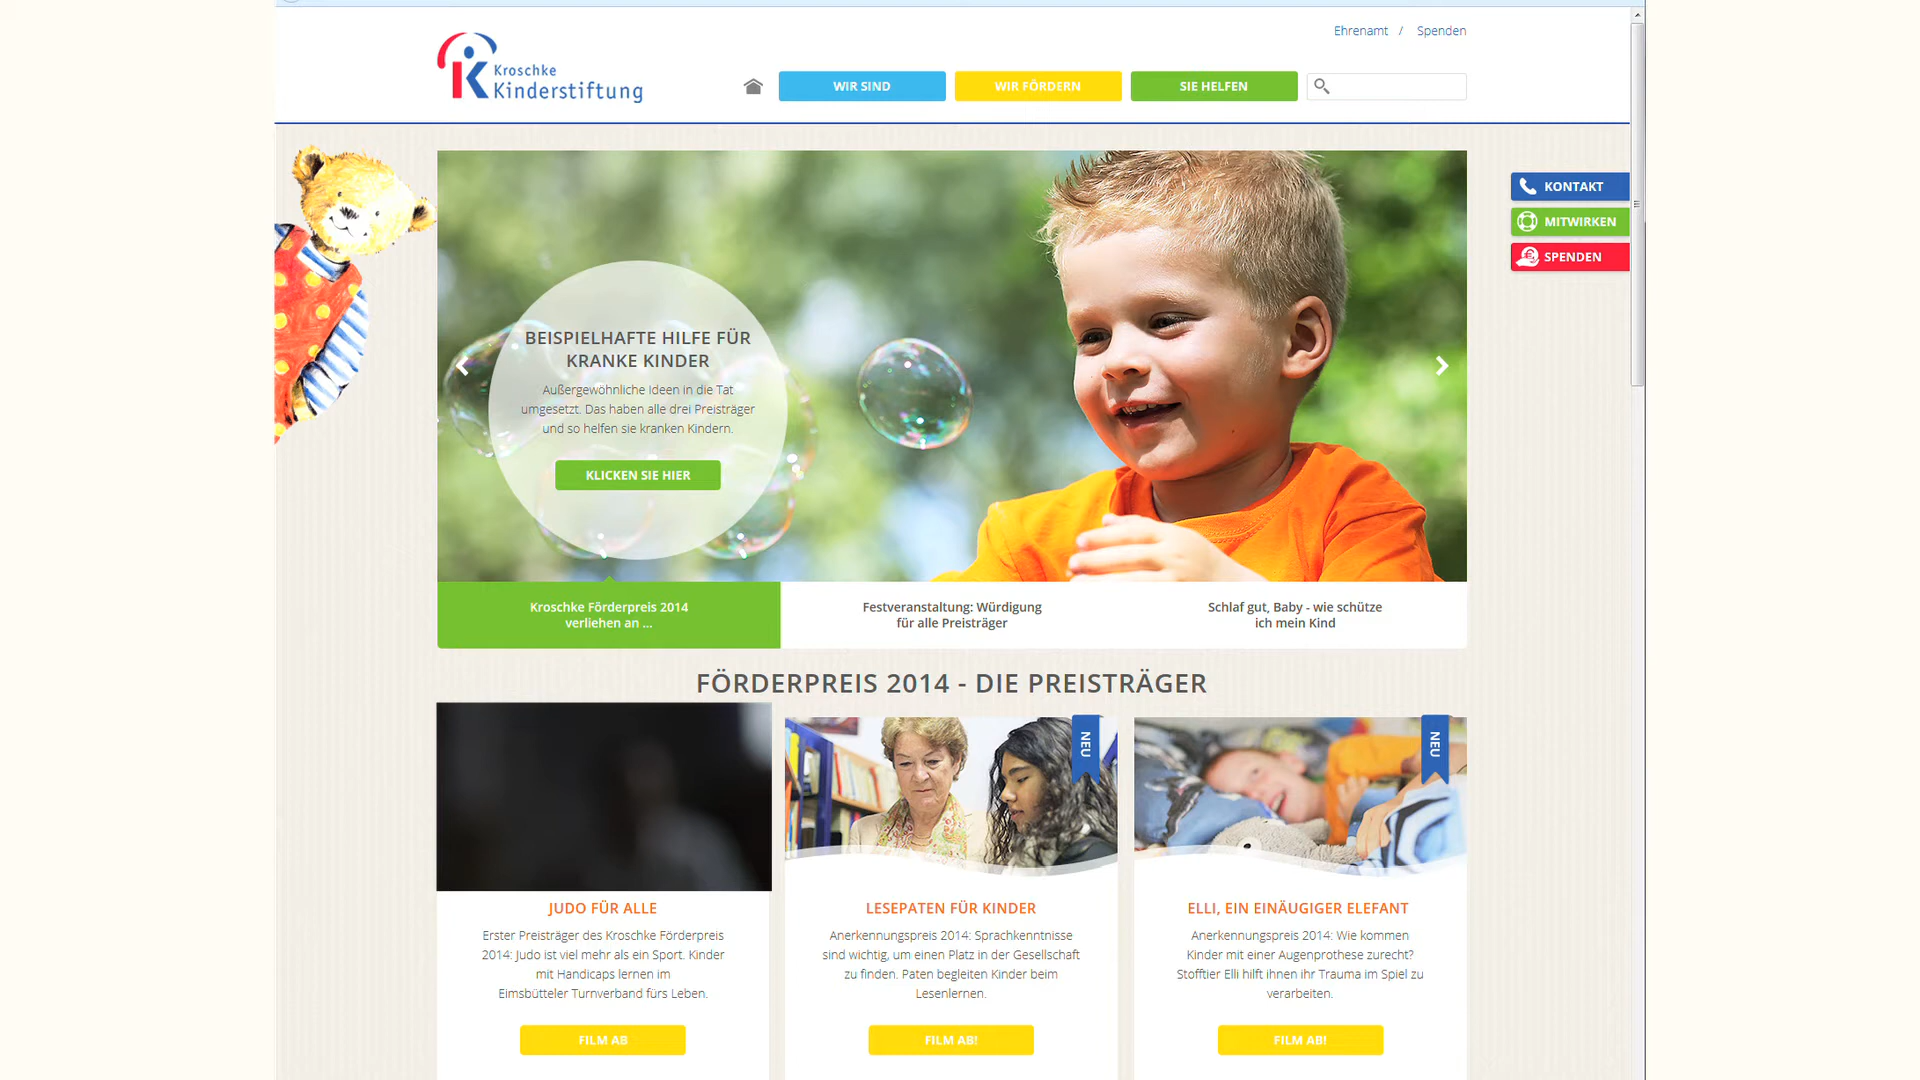 Ehrenamt / Spenden
Kroschke
Kinderstiftung
WIR SIND
WIR FÖRDERN
SIE HELFEN
KONTAKT
MITWIRKEN
SPENDEN
BEISPIELHAFTE HILFE FÜR
KRANKE KINDER
Außergewöhnliche Ideen in die Tat
umgesetzt. Das haben alle drei Preisträger
und so helfen sie kranken Kindern.
KLICKEN SIE HIER
Kroschke Förderpreis 2014
verliehen an ...
Festveranstaltung: Würdigung
für alle Preisträger
Schlaf gut, Baby - wie schütze
ich mein Kind
FÖRDERPREIS 2014 - DIE PREISTRÄGER
NEU
NEU
JUDO FÜR ALLE
Erster Preisträger des Kroschke Förderpreis
2014: Judo ist viel mehr als ein Sport. Kinder
mit Handicaps lernen im
Eimsbütteler Turnverband fürs Leben.
FILM AB
LESEPATEN FÜR KINDER
Anerkennungspreis 2014: Sprachkenntnisse
sind wichtig, um einen Platz in der Gesellschaft
zu finden. Paten begleiten Kinder beim
Lesenlernen.
FILM AB!
ELLI, EIN EINÄUGIGER ELEFANT
Anerkennungspreis 2014: Wie kommen
Kinder mit einer Augenprothese zurecht?
Stofftier Elli hilft ihnen ihr Trauma im Spiel zu
verarbeiten.
FILM AB!